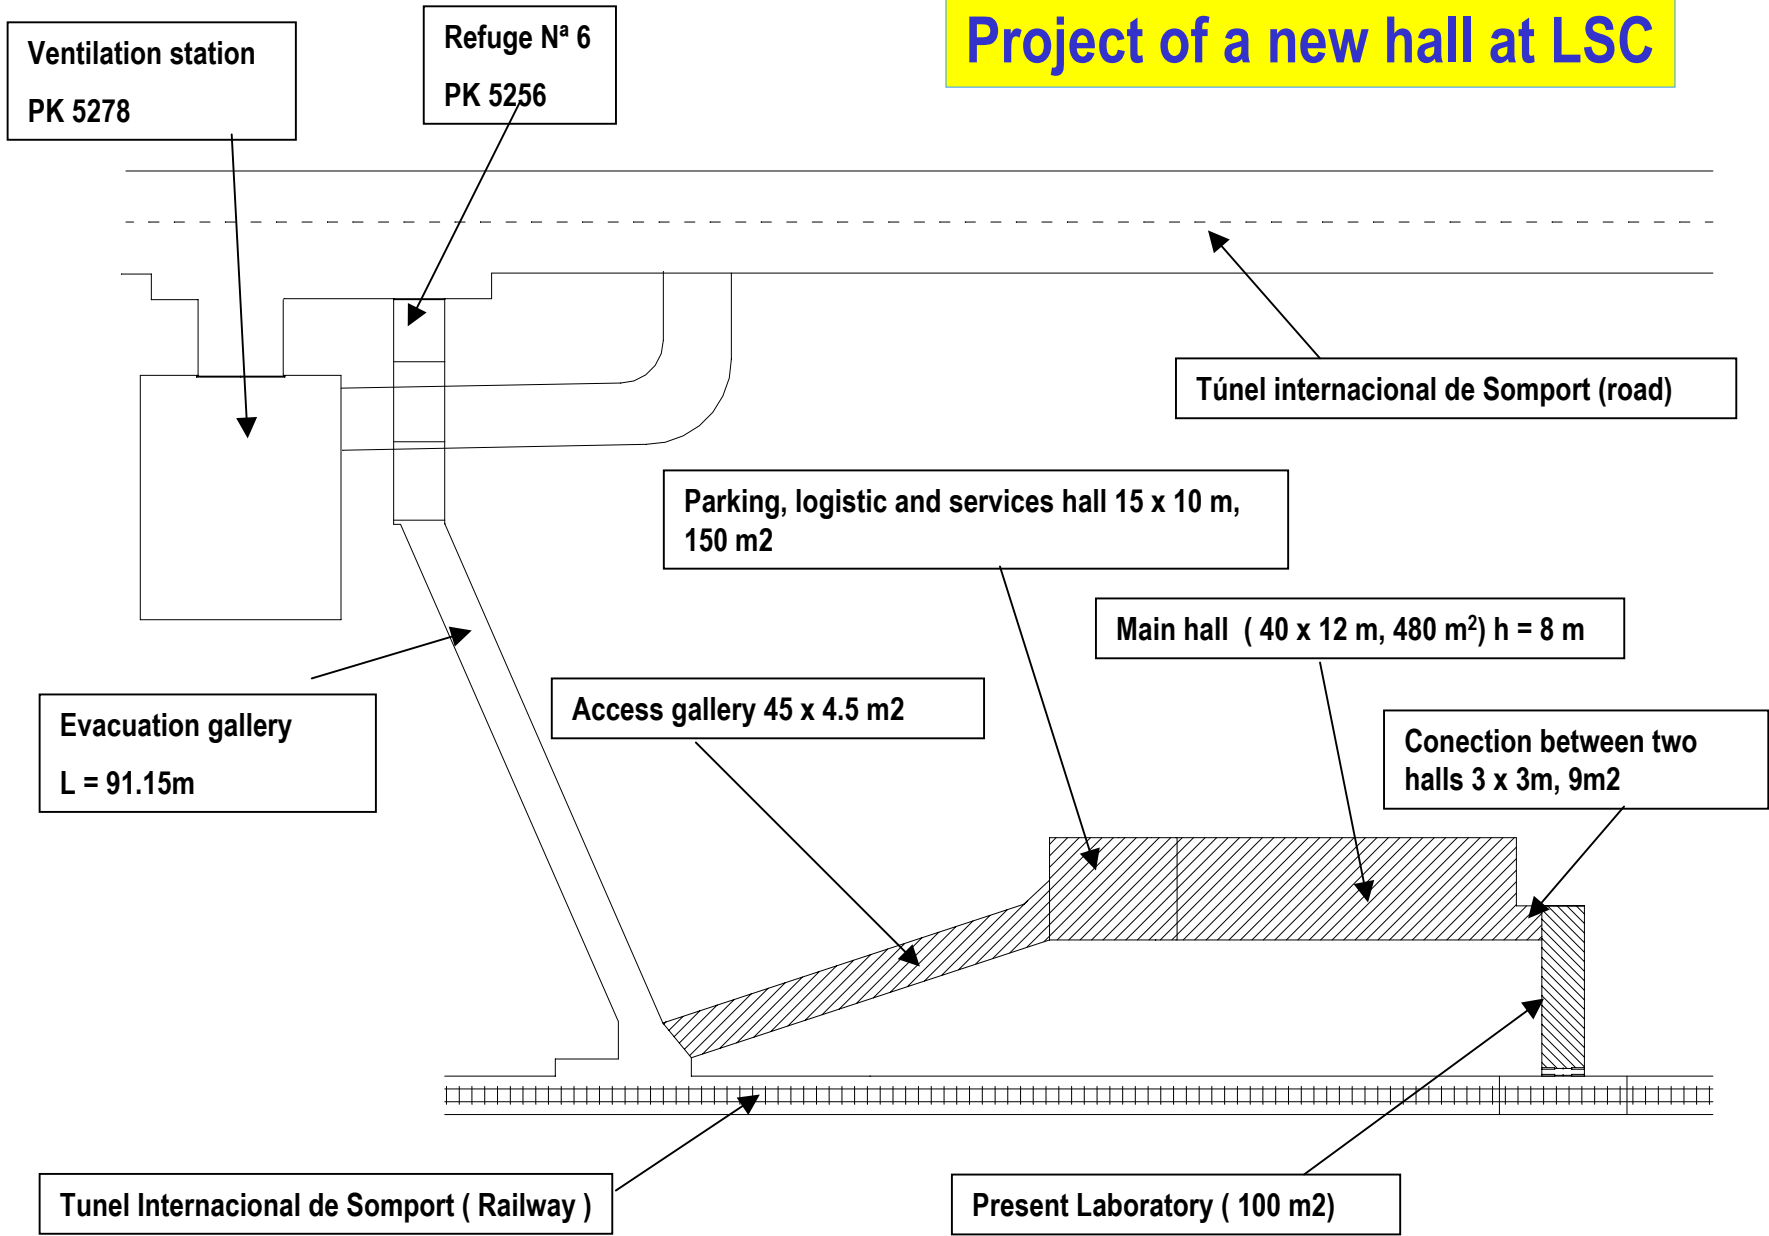 Project of a new hall at LSC
Ventilation station
PK 5278
Refuge Nª 6
PK 5256
Túnel internacional de Somport (road)
Parking, logistic and services hall 15 x 10 m,
150 m2
Main hall ( 40 x 12 m, 480 m²) h = 8 m
Access gallery 45 x 4.5 m2
Evacuation gallery
L = 91.15m
Conection between two
halls 3 x 3m, 9m2
Tunel Internacional de Somport ( Railway )
Present Laboratory ( 100 m2)